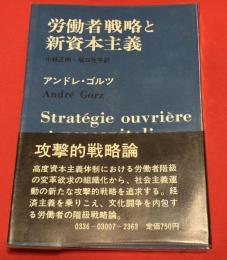 労働者戦略と
新資本主義
小林正明・堀口牧子訳
アンドレ・ゴルツ
André Gorz
Stratégie ouvrière
攻撃的戦略論
高度資本主義体制における労働者階級
の変革欲求の組織化から、社会主義運
動の新たな攻撃的戦略を追求する。経
済主義を乗りこえ、文化闘争を内包す
る労働者の階級戦略論。
0336-03007-2363 定価750円